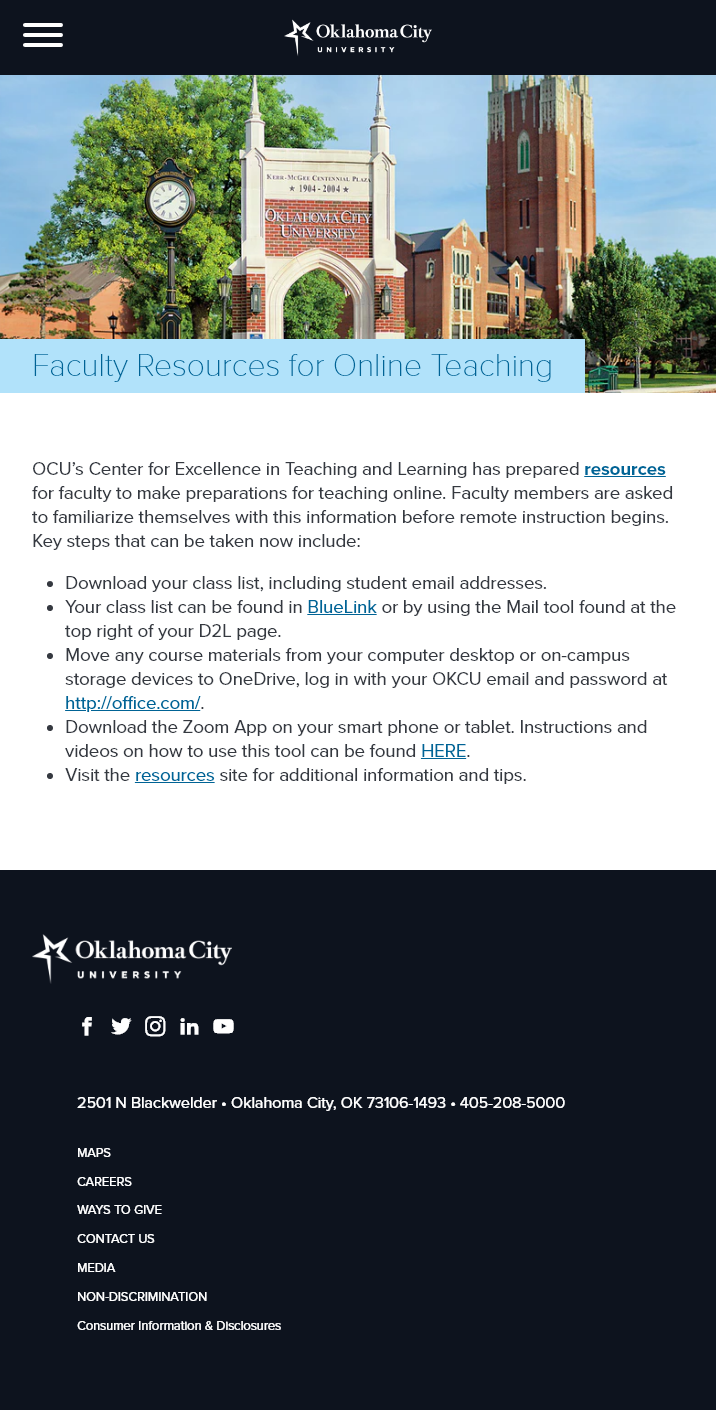 Oklahoma City
UNIVERSITY
KERR-MCGEE CENTENNIAL PLAZA
★ 1904 - 2004 ★
OKLAHOMA CITY
UNIVERSITY
Faculty Resources for Online Teaching
OCU’s Center for Excellence in Teaching and Learning has prepared resources
for faculty to make preparations for teaching online. Faculty members are asked
to familiarize themselves with this information before remote instruction begins.
Key steps that can be taken now include:
• Download your class list, including student email addresses.
• Your class list can be found in BlueLink or by using the Mail tool found at the
top right of your D2L page.
• Move any course materials from your computer desktop or on-campus
storage devices to OneDrive, log in with your OKCU email and password at
http://office.com/.
• Download the Zoom App on your smart phone or tablet. Instructions and
videos on how to use this tool can be found HERE.
• Visit the resources site for additional information and tips.
Oklahoma City
UNIVERSITY
2501 N Blackwelder • Oklahoma City, OK 73106-1493 • 405-208-5000
MAPS
CAREERS
WAYS TO GIVE
CONTACT US
MEDIA
NON-DISCRIMINATION
Consumer Information & Disclosures